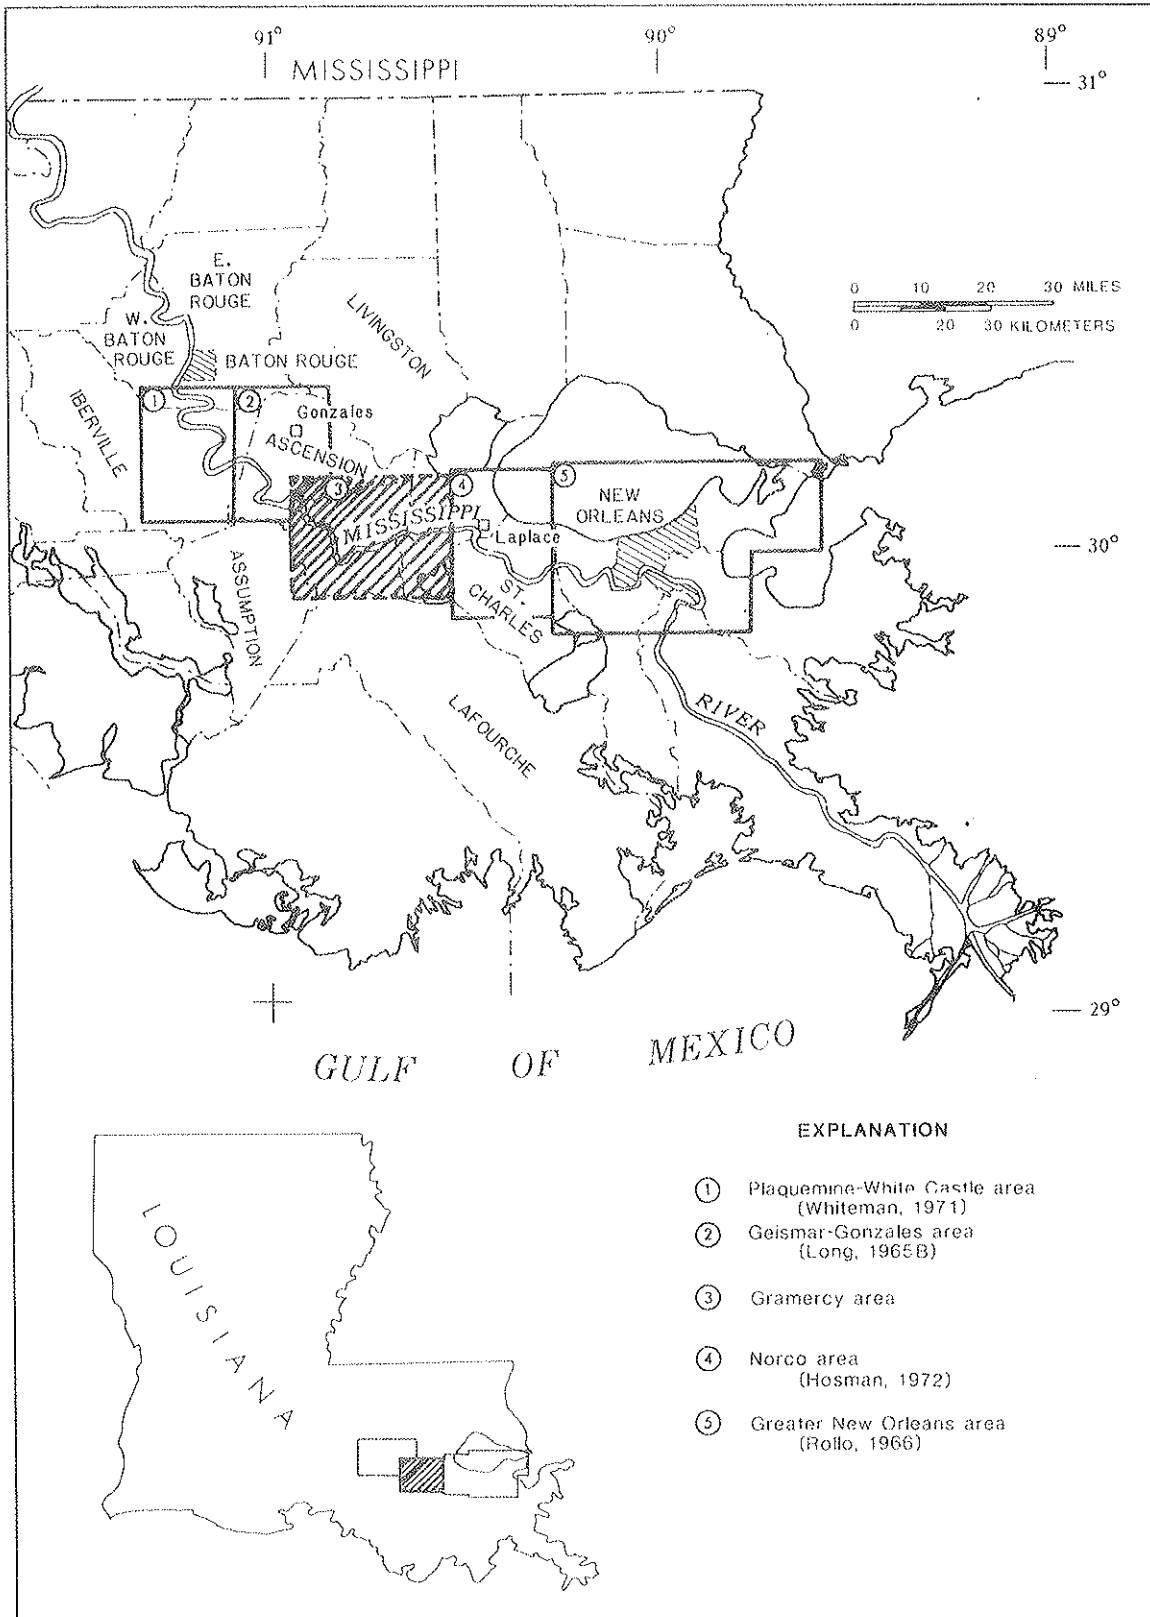 91° 90° 89°
MISSISSIPPI
31°
E.
BATON
ROUGE
W.
BATON
ROUGE
LIVINGSTON
0 10 20 30 MILES
0 20 30 KILOMETERS
BATON ROUGE
IBERVILLE
1
2
Gonzales
ASCENSION
3
4
5
NEW
ORLEANS
MISSISSIPPI
Laplace
30°
ASSUMPTION
ST.
CHARLES
LAFOURCHE
RIVER
29°
GULF OF MEXICO
EXPLANATION
1 Plaquemine-White Castle area
(Whiteman, 1971)
2 Geismar-Gonzales area
(Long, 1965B)
3 Gramercy area
4 Norco area
(Hosman, 1972)
5 Greater New Orleans area
(Rollo, 1966)
LOUISIANA